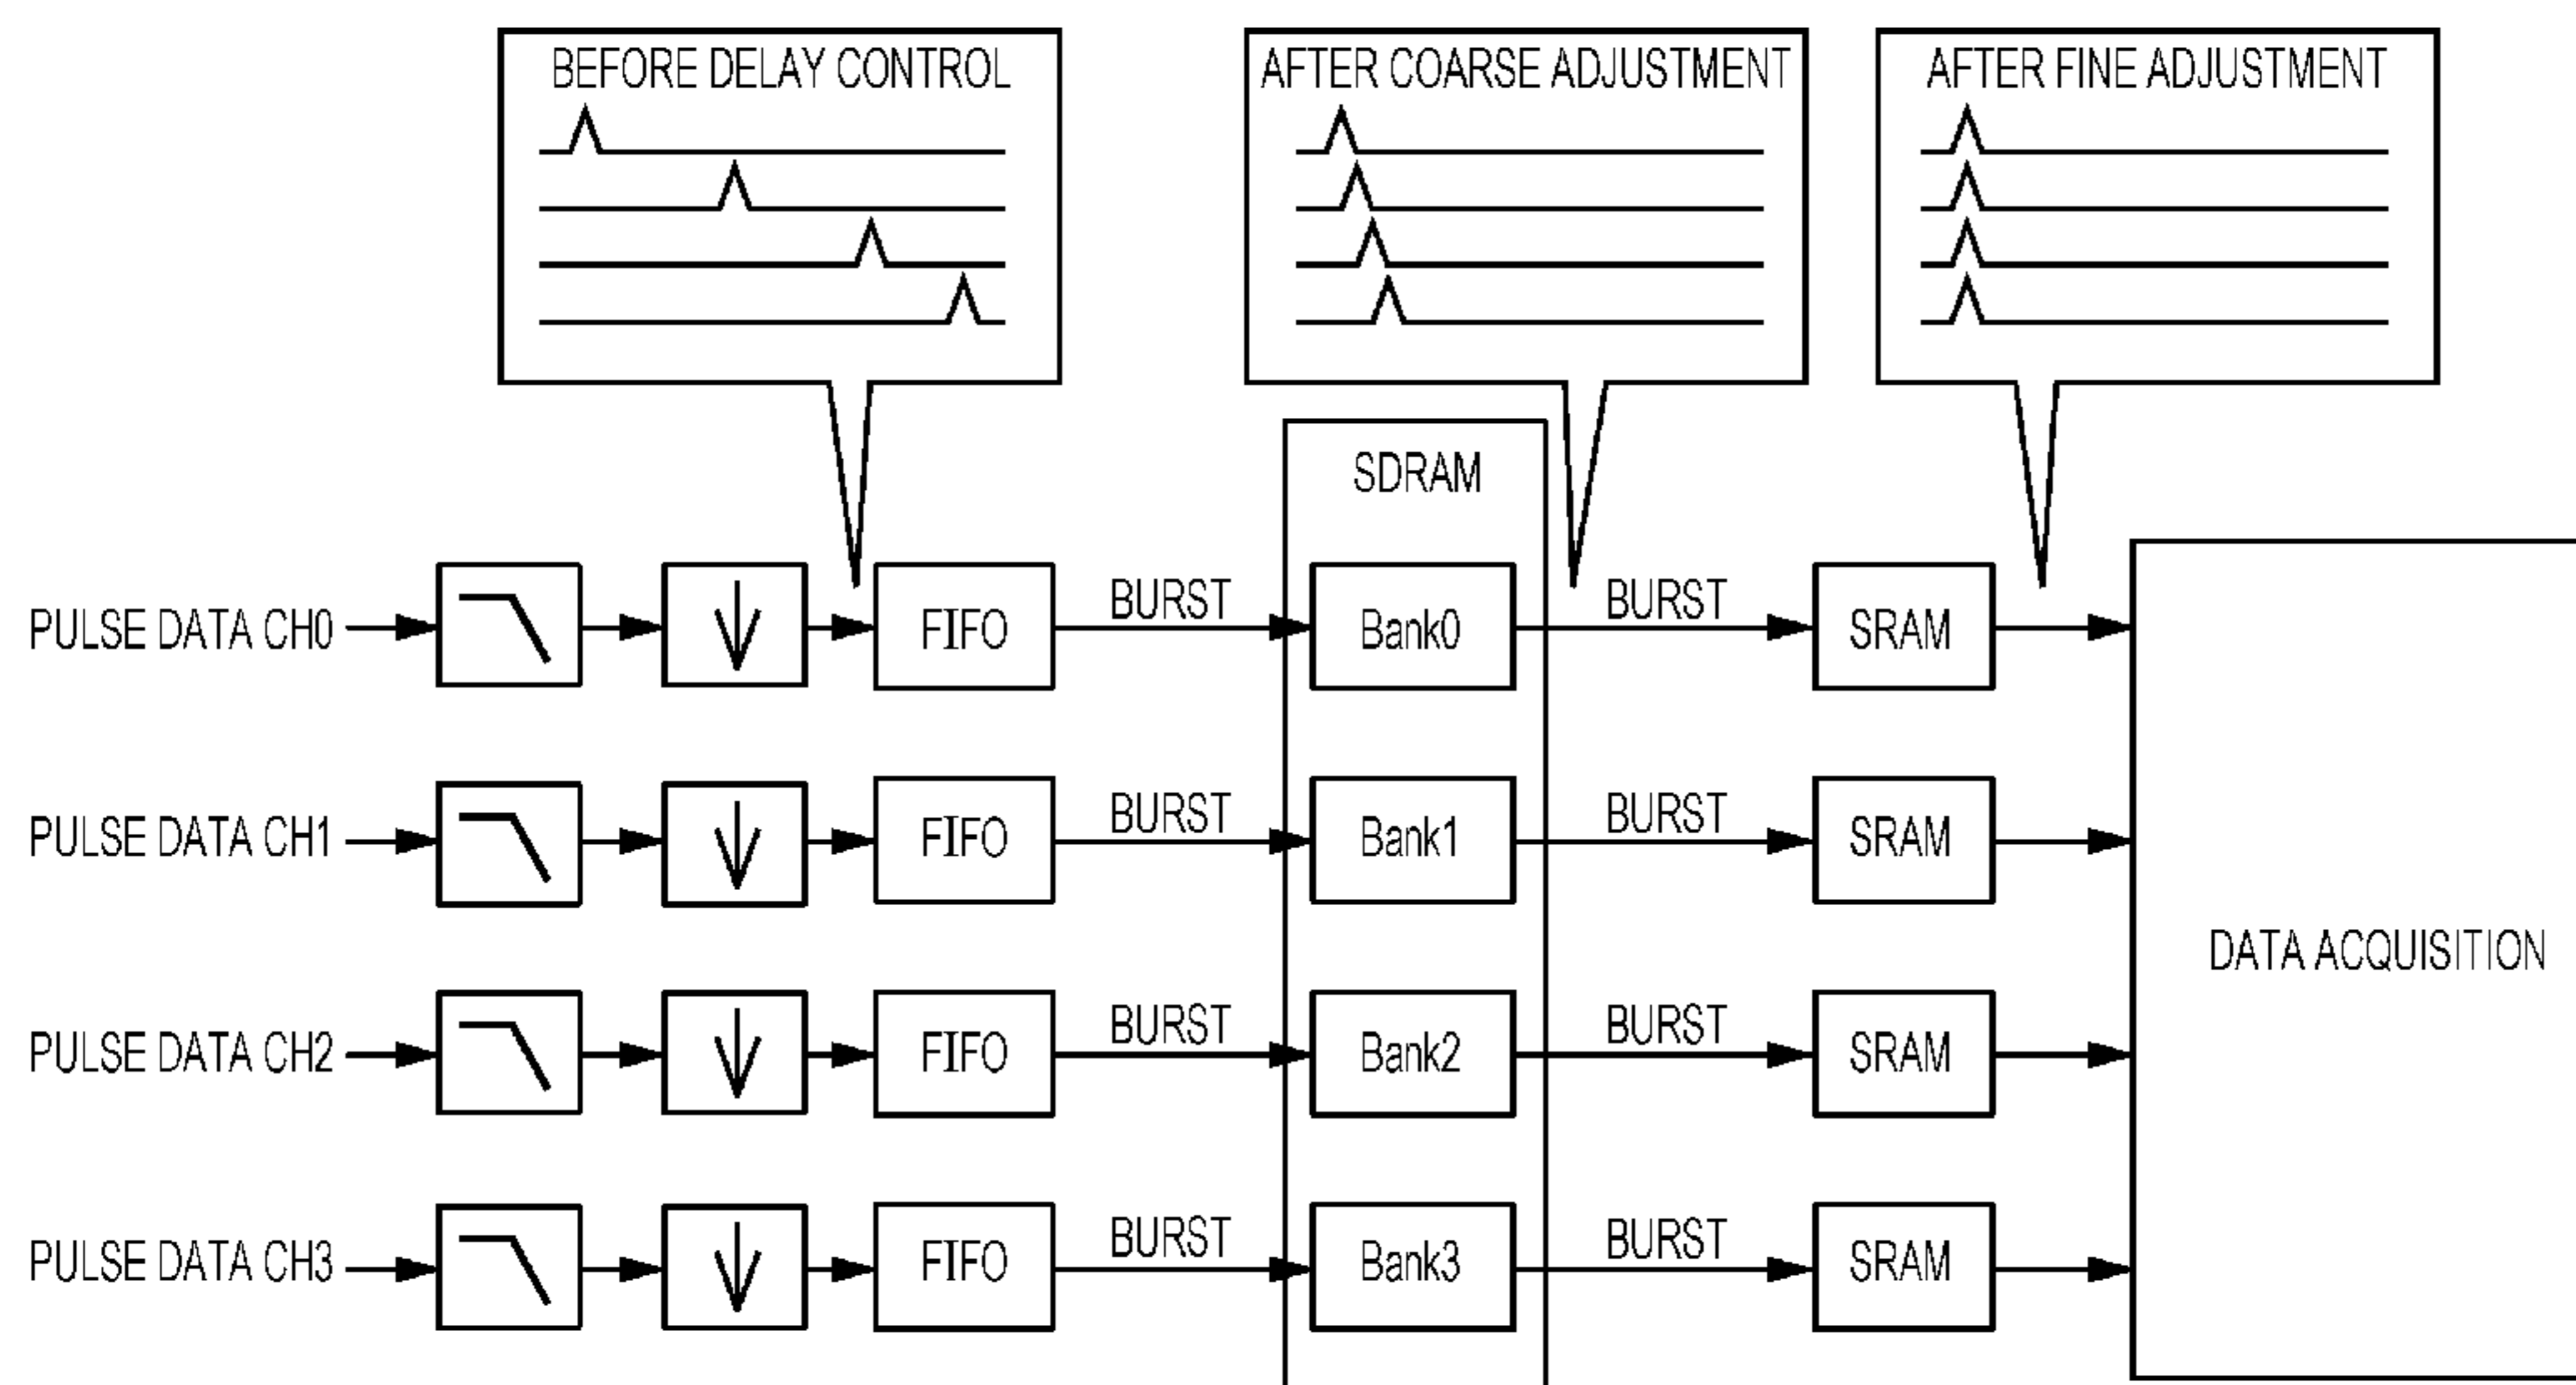 BEFORE DELAY CONTROL
AFTER COARSE ADJUSTMENT
AFTER FINE ADJUSTMENT
SDRAM
PULSE DATA CH0
FIFO
BURST
Bank0
BURST
SRAM
PULSE DATA CH1
FIFO
BURST
Bank1
BURST
SRAM
DATA ACQUISITION
PULSE DATA CH2
FIFO
BURST
Bank2
BURST
SRAM
PULSE DATA CH3
FIFO
BURST
Bank3
BURST
SRAM